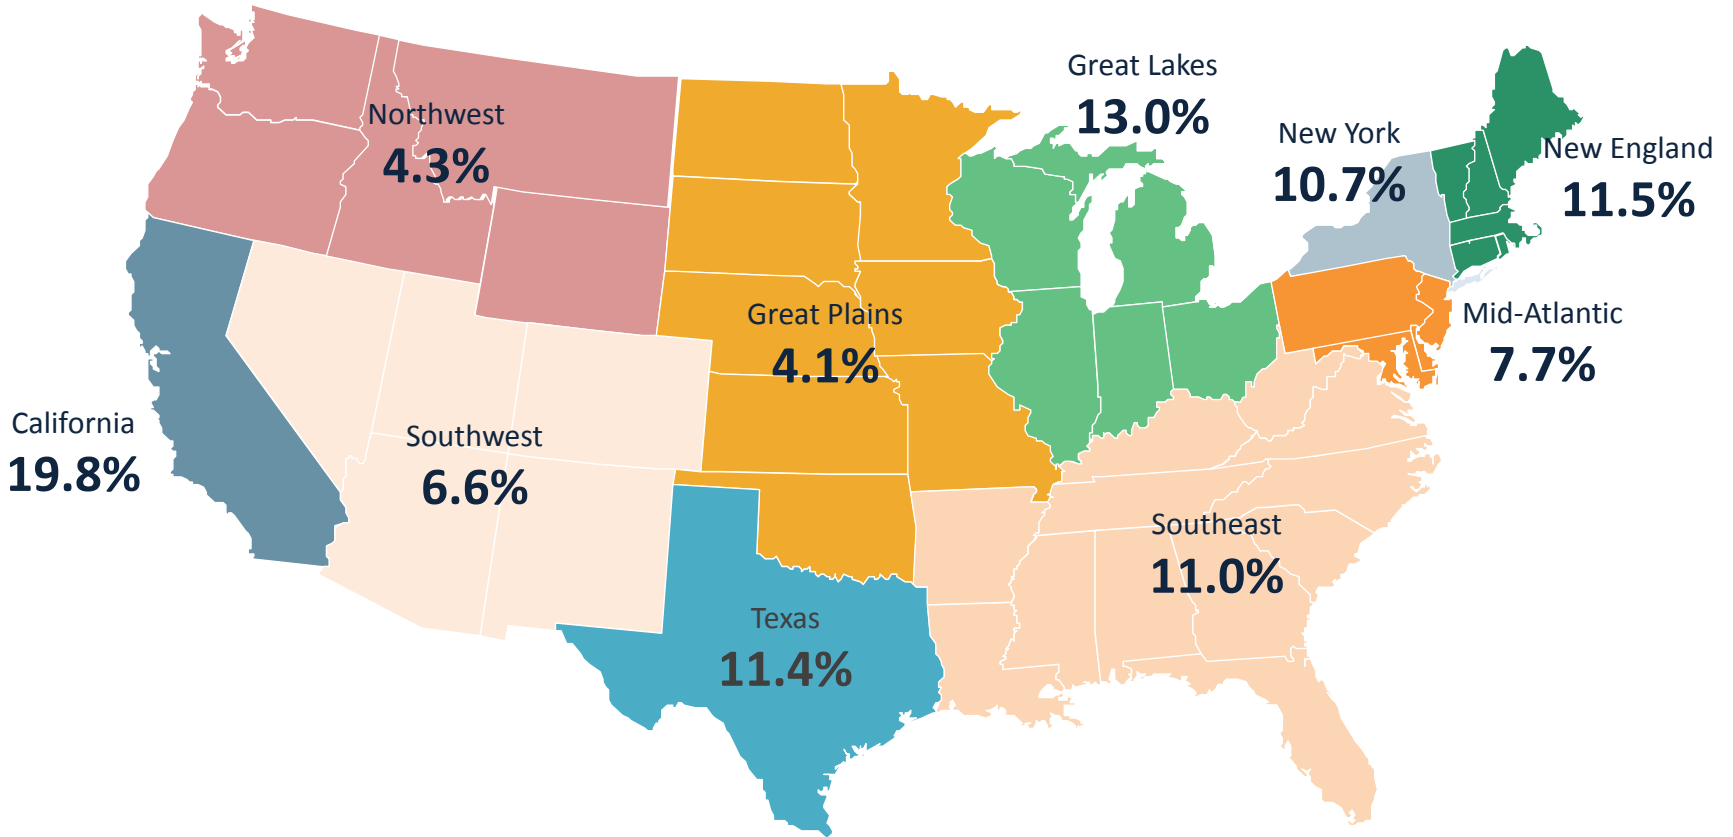 Great Lakes
13.0%
Northwest
4.3%
New York
10.7%
New England
11.5%
Great Plains
4.1%
Mid-Atlantic
7.7%
California
19.8%
Southwest
6.6%
Southeast
11.0%
Texas
11.4%